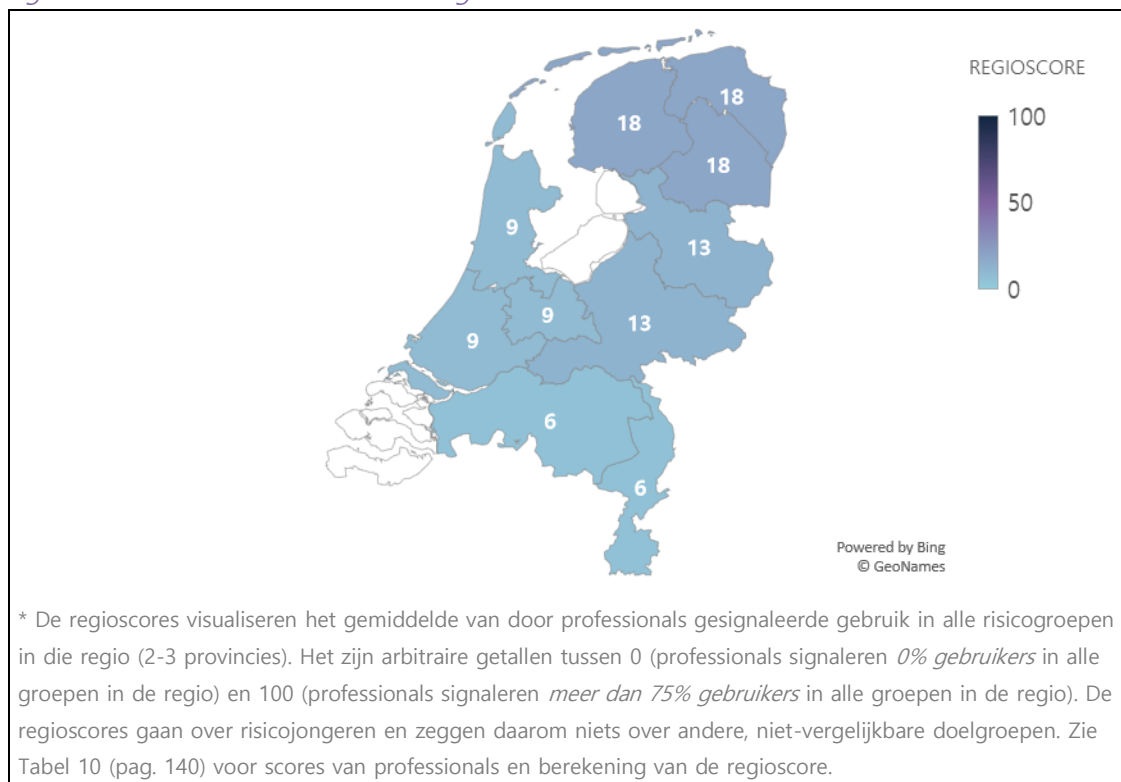 REGIOSCORE
100
50
0
18
18
18
9
13
9
13
9
6
6
Powered by Bing
© GeoNames
* De regioscores visualiseren het gemiddelde van door professionals gesignaleerde gebruik in alle risicogroepen
in die regio (2-3 provincies). Het zijn arbitraire getallen tussen 0 (professionals signaleren 0% gebruikers in alle
groepen in de regio) en 100 (professionals signaleren meer dan 75% gebruikers in alle groepen in de regio). De
regioscores gaan over risicojongeren en zeggen daarom niets over andere, niet-vergelijkbare doelgroepen. Zie
Tabel 10 (pag. 140) voor scores van professionals en berekening van de regioscore.